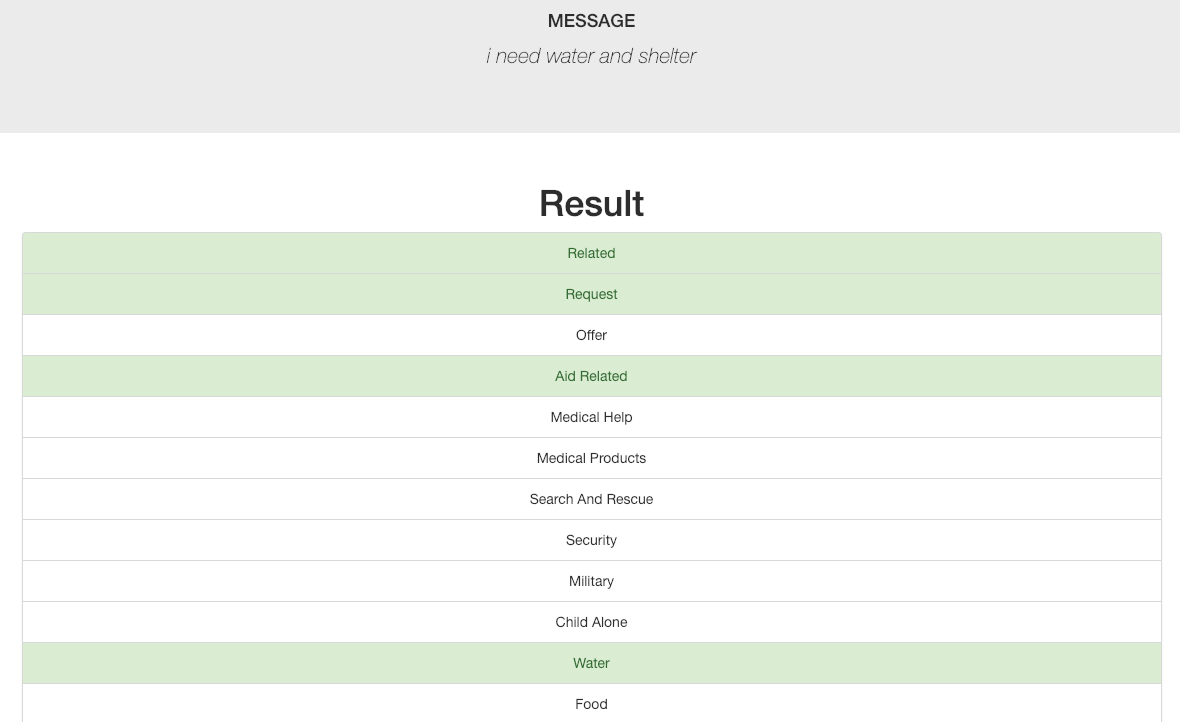 MESSAGE
i need water and shelter
Result
Related
Request
Offer
Aid Related
Medical Help
Medical Products
Search And Rescue
Security
Military
Child Alone
Water
Food